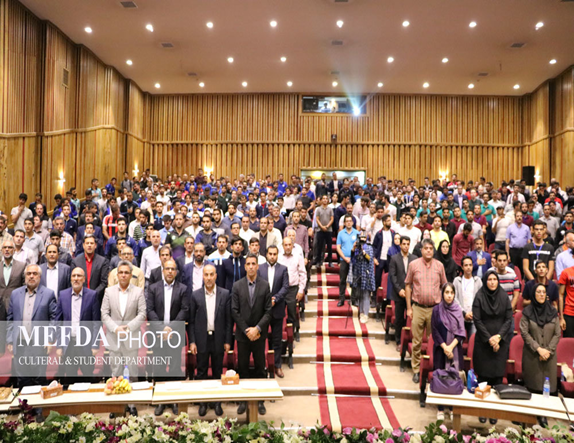 MEFDA PHOTO
CULTERAL & STUDENT DEPARTMENT